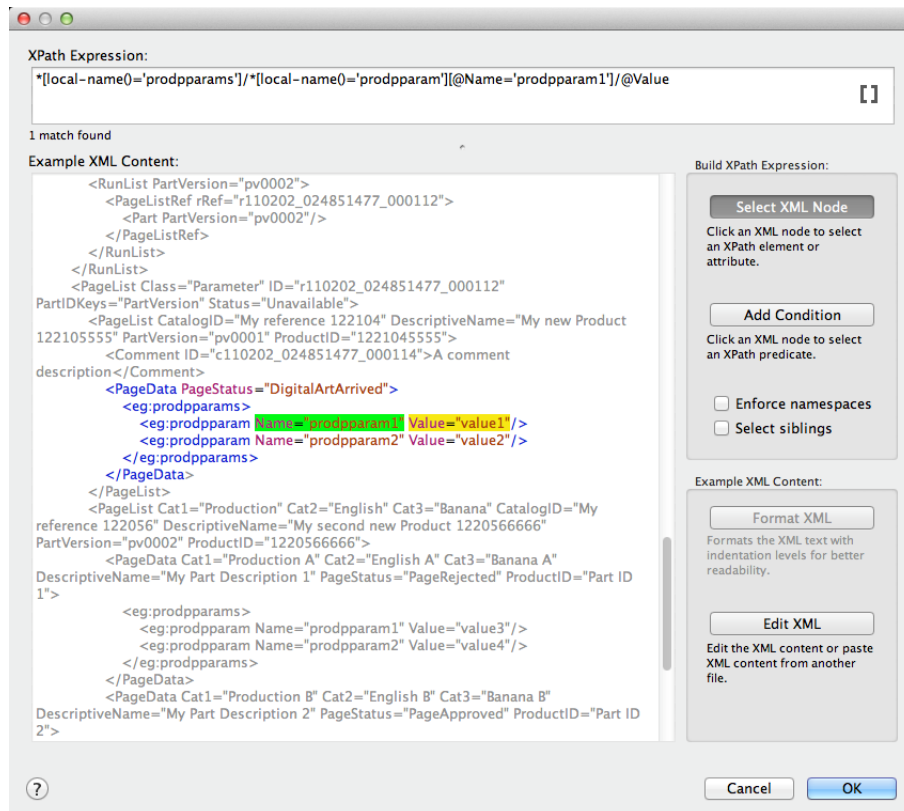 XPath Expression:
*[local-name()='prodpparams']/*[local-name()='prodpparam'][@Name='prodpparam1']/@Value
1 match found
Example XML Content:
<RunList PartVersion="pv0002">
<PageListRef rRef="r110202_024851477_000112">
<Part PartVersion="pv0002"/>
</PageListRef>
</RunList>
</RunList>
<PageList Class="Parameter" ID="r110202_024851477_000112"
PartIDKeys="PartVersion" Status="Unavailable">
<PageList CatalogID="My reference 122104" DescriptiveName="My new Product
122105555" PartVersion="pv0001" ProductID="1221045555">
<Comment ID="c110202_024851477_000114">A comment
description</Comment>
<PageData PageStatus="DigitalArtArrived">
<eg:prodpparams>
<eg:prodpparam Name="prodpparam1" Value="value1"/>
<eg:prodpparam Name="prodpparam2" Value="value2"/>
</eg:prodpparams>
</PageData>
</PageList>
<PageList Cat1="Production" Cat2="English" Cat3="Banana" CatalogID="My
reference 122056" DescriptiveName="My second new Product 1220566666"
PartVersion="pv0002" ProductID="1220566666">
<PageData Cat1="Production A" Cat2="English A" Cat3="Banana A"
DescriptiveName="My Part Description 1" PageStatus="PageRejected" ProductID="Part ID
1">
<eg:prodpparams>
<eg:prodpparam Name="prodpparam1" Value="value3"/>
<eg:prodpparam Name="prodpparam2" Value="value4"/>
</eg:prodpparams>
</PageData>
<PageData Cat1="Production B" Cat2="English B" Cat3="Banana B"
DescriptiveName="My Part Description 2" PageStatus="PageApproved" ProductID="Part ID
2">
Build XPath Expression:
Select XML Node
Click an XML node to select
an XPath element or
attribute.
Add Condition
Click an XML node to select
an XPath predicate.
Enforce namespaces
Select siblings
Example XML Content:
Format XML
Formats the XML text with
indentation levels for better
readability.
Edit XML
Edit the XML content or paste
XML content from another
file.
?
Cancel
OK